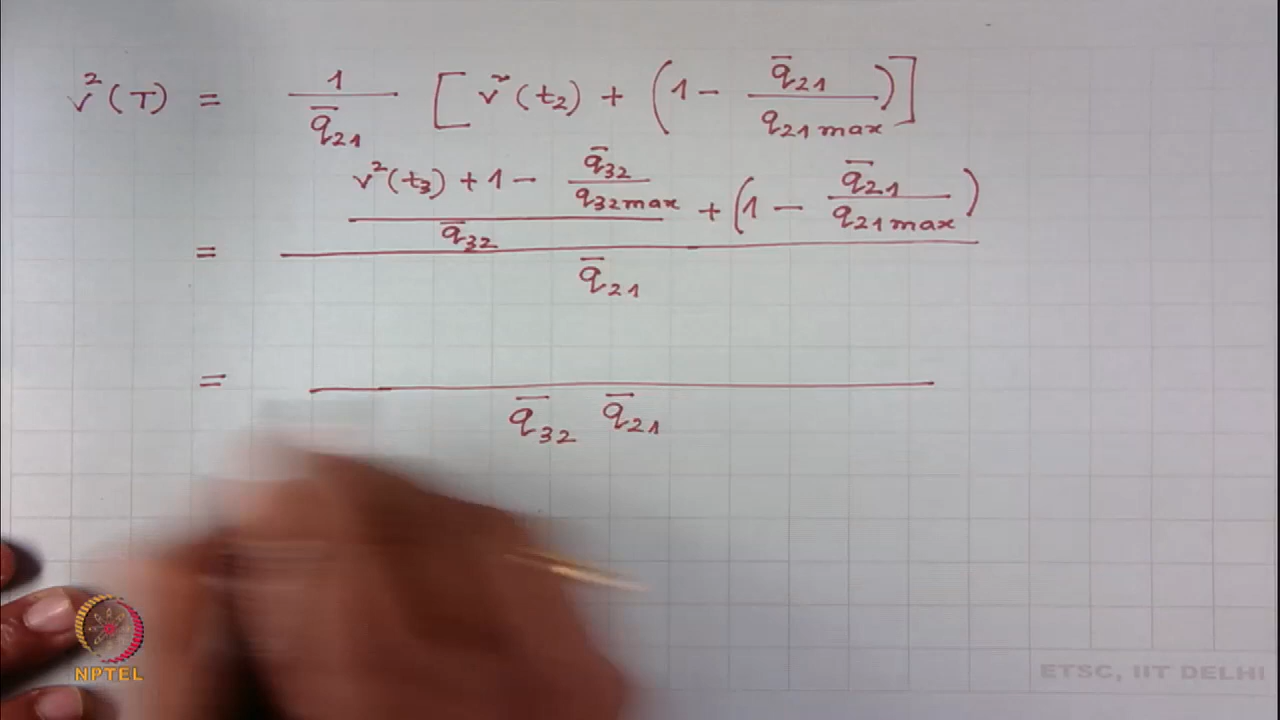 v²(T) = 1/q̄₂₁ [ v²(t₂) + (1 − q̄₂₁/q₂₁max) ]
= (v²(t₃) + 1 − q̄₃₂/q₃₂max)/q̄₃₂ + (1 − q̄₂₁/q₂₁max) / q̄₂₁
= / q̄₃₂ q̄₂₁
NPTEL
ETSC, IIT DELHI